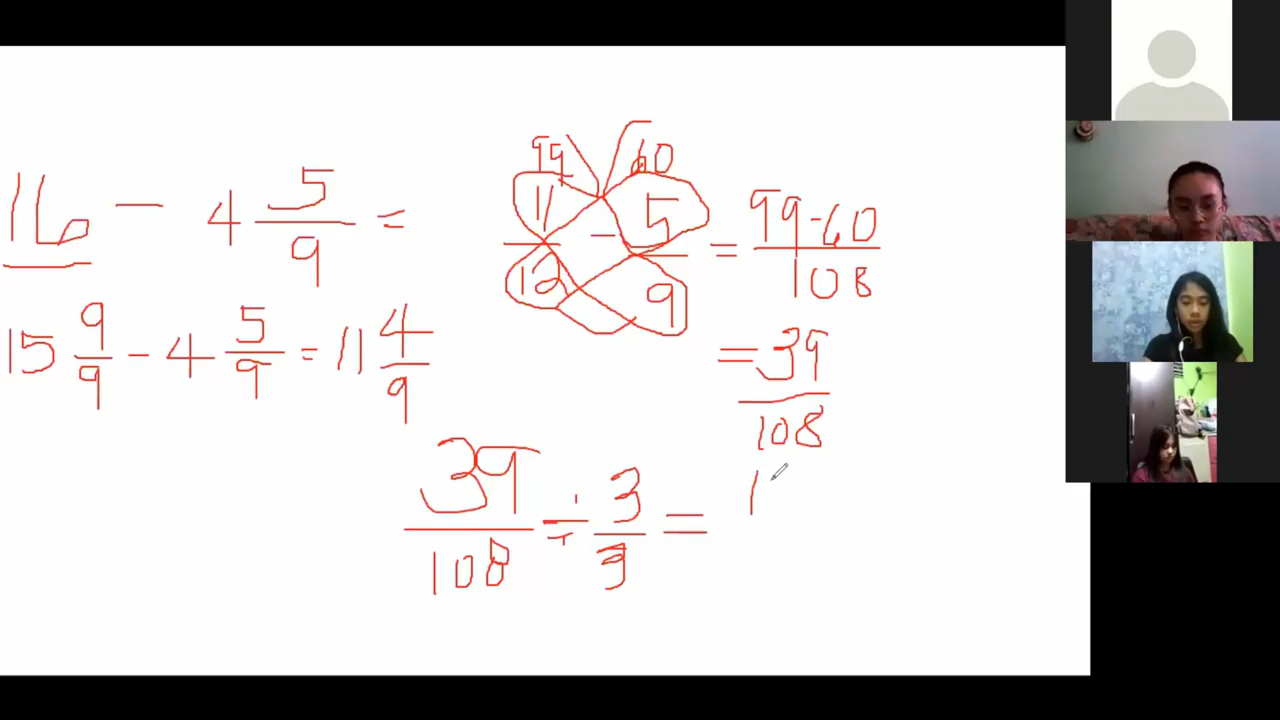 16 - 4 5/9 =
15 9/9 - 4 5/9 = 11 4/9
99 60
11/12 - 5/9 = 99-60/108
= 39/108
39/108 ÷ 3/3 = 1